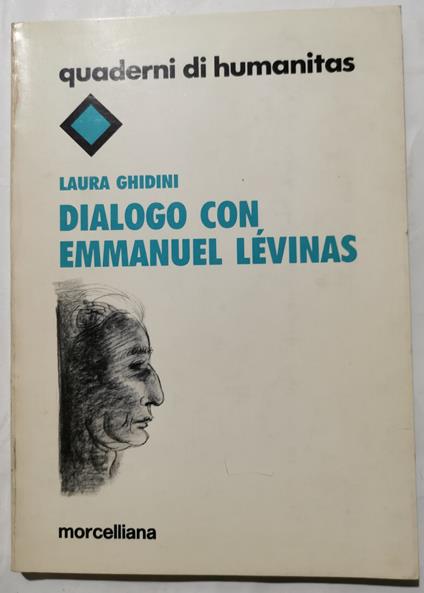 quaderni di humanitas
LAURA GHIDINI
DIALOGO CON
EMMANUEL LÉVINAS
morcelliana